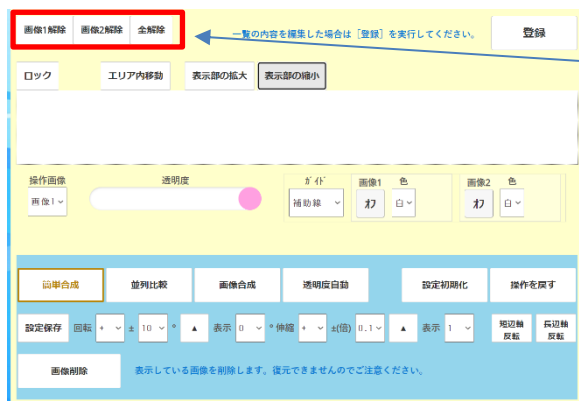 画像1解除 画像2解除 全解除 一覧の内容を編集した場合は［登録］を実行してください。 登録
ロック エリア内移動 表示部の拡大 表示部の縮小
操作画像 透明度 ｶﾞｲﾄﾞ 画像1 色 画像2 色
画像1 補助線 ｵﾌ 白 ｵﾌ 白
簡単合成 並列比較 画像合成 透明度自動 設定初期化 操作を戻す
設定保存 回転 + ± 10 ° ▲ 表示 0 ° 伸縮 + ±(倍) 0.1 ▲ 表示 1 短辺軸反転 長辺軸反転
画像削除 表示している画像を削除します。復元できませんのでご注意ください。